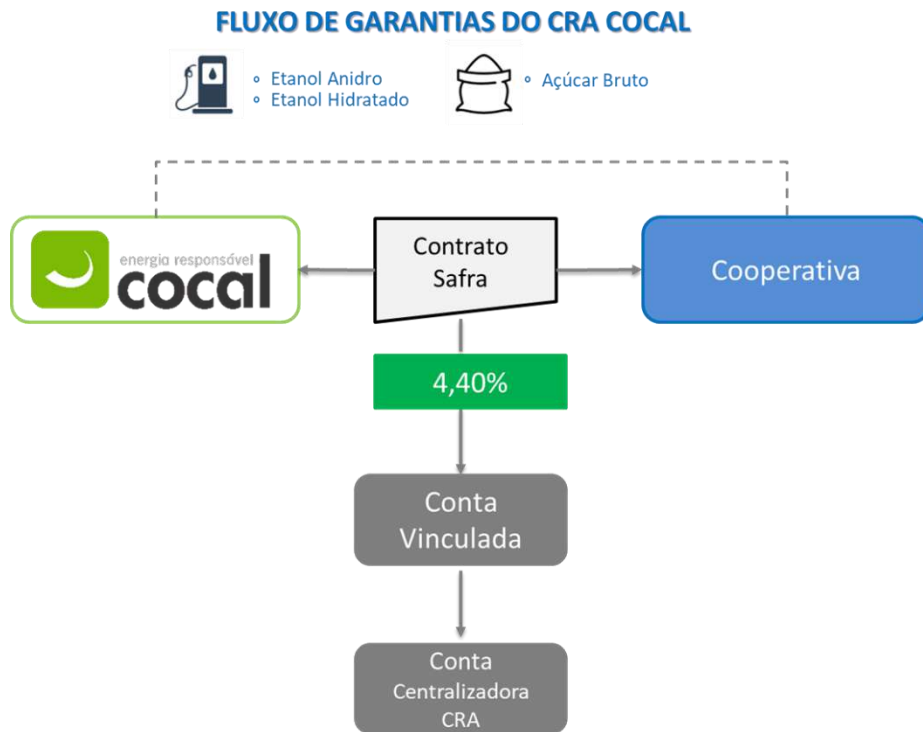 FLUXO DE GARANTIAS DO CRA COCAL
Etanol Anidro
Etanol Hidratado
Açúcar Bruto
energia responsável
cocal
Contrato
Safra
Cooperativa
4,40%
Conta
Vinculada
Conta
Centralizadora
CRA